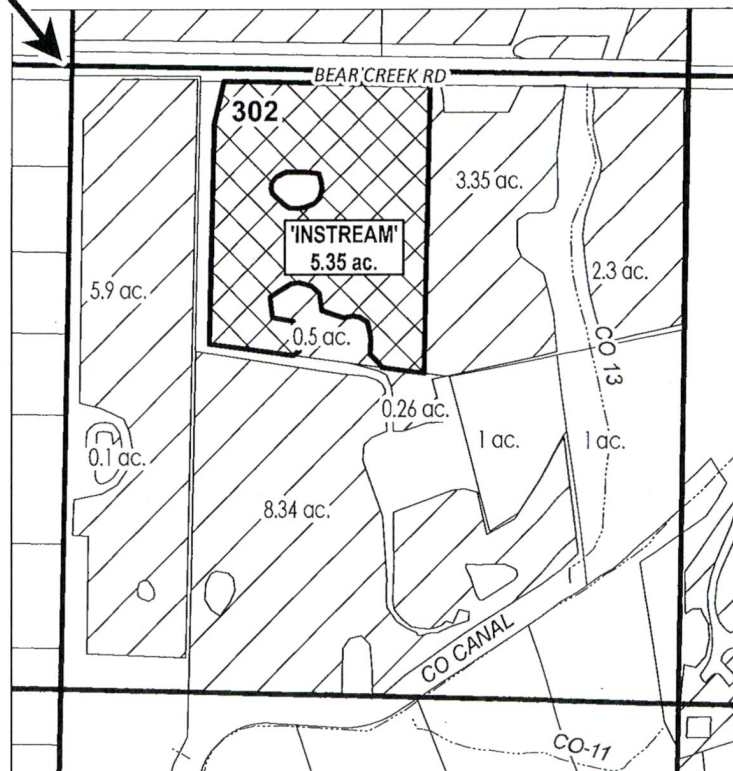 BEAR CREEK RD
302
3.35 ac.
'INSTREAM'
5.35 ac.
2.3 ac.
5.9 ac.
0.5 ac.
CO 13
0.26 ac.
0.1 ac.
1 ac.
1 ac.
8.34 ac.
CO CANAL
CO-11